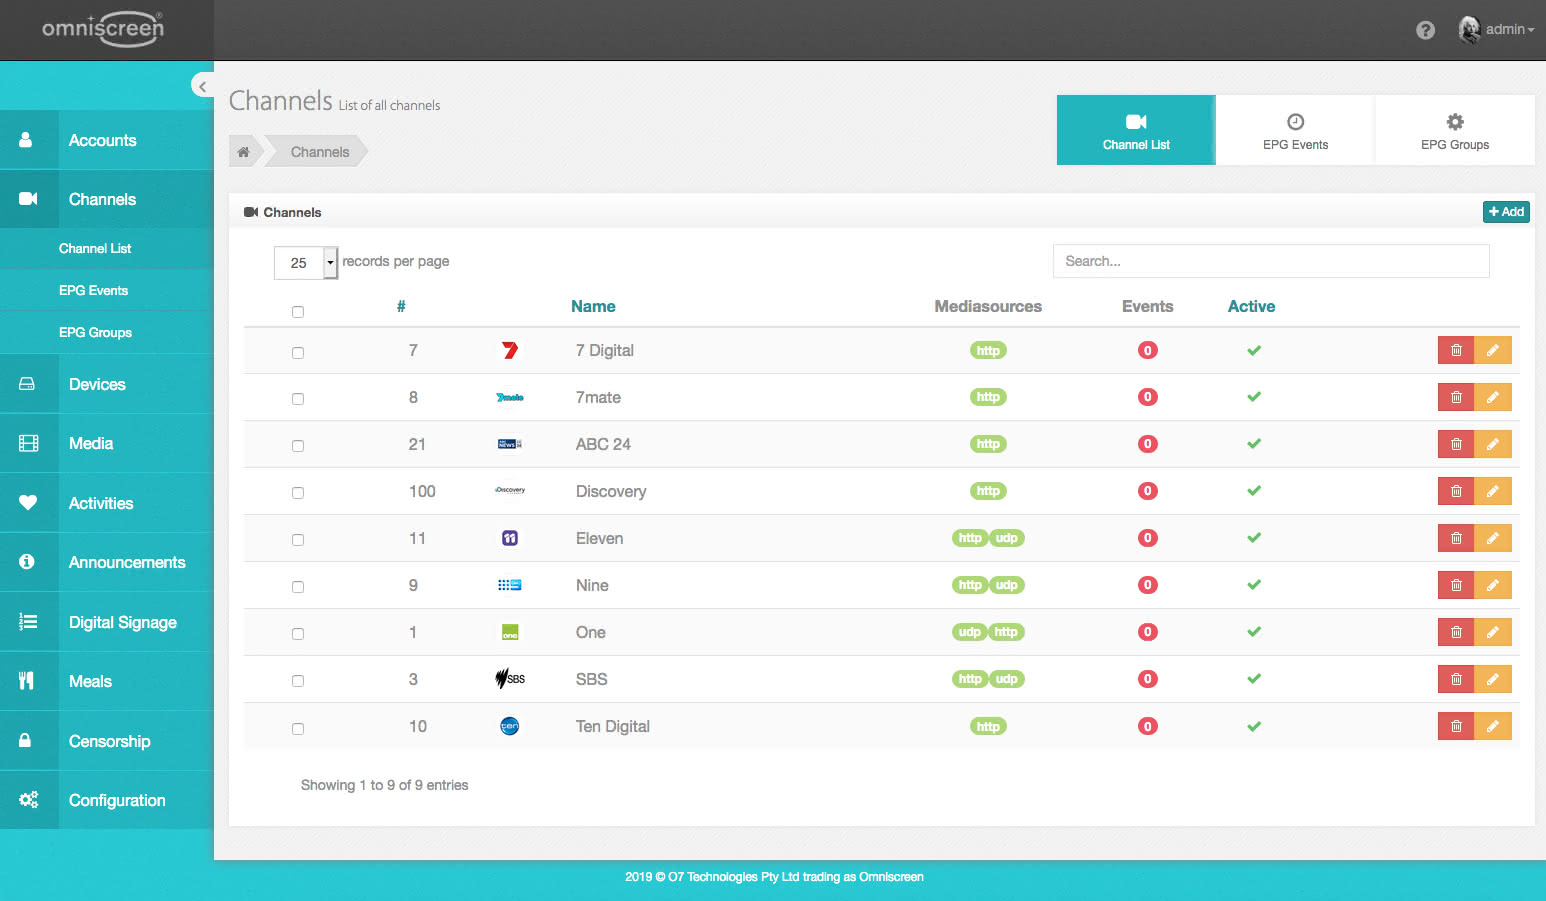 omniscreen®
admin
Channels List of all channels
Channels
Channel List
EPG Events
EPG Groups
Accounts
Channels
Channel List
EPG Events
EPG Groups
Devices
Media
Activities
Announcements
Digital Signage
Meals
Censorship
Configuration
Channels
+ Add
25 records per page
Search...
# Name Mediasources Events Active
7 7 Digital http 0
8 7mate 7mate http 0
21 ABC NEWS 24 ABC 24 http 0
100 Discovery Discovery http 0
11 11 Eleven http udp 0
9 9 Nine http udp 0
1 one One udp http 0
3 SBS SBS http udp 0
10 ten Ten Digital http 0
Showing 1 to 9 of 9 entries
2019 © O7 Technologies Pty Ltd trading as Omniscreen